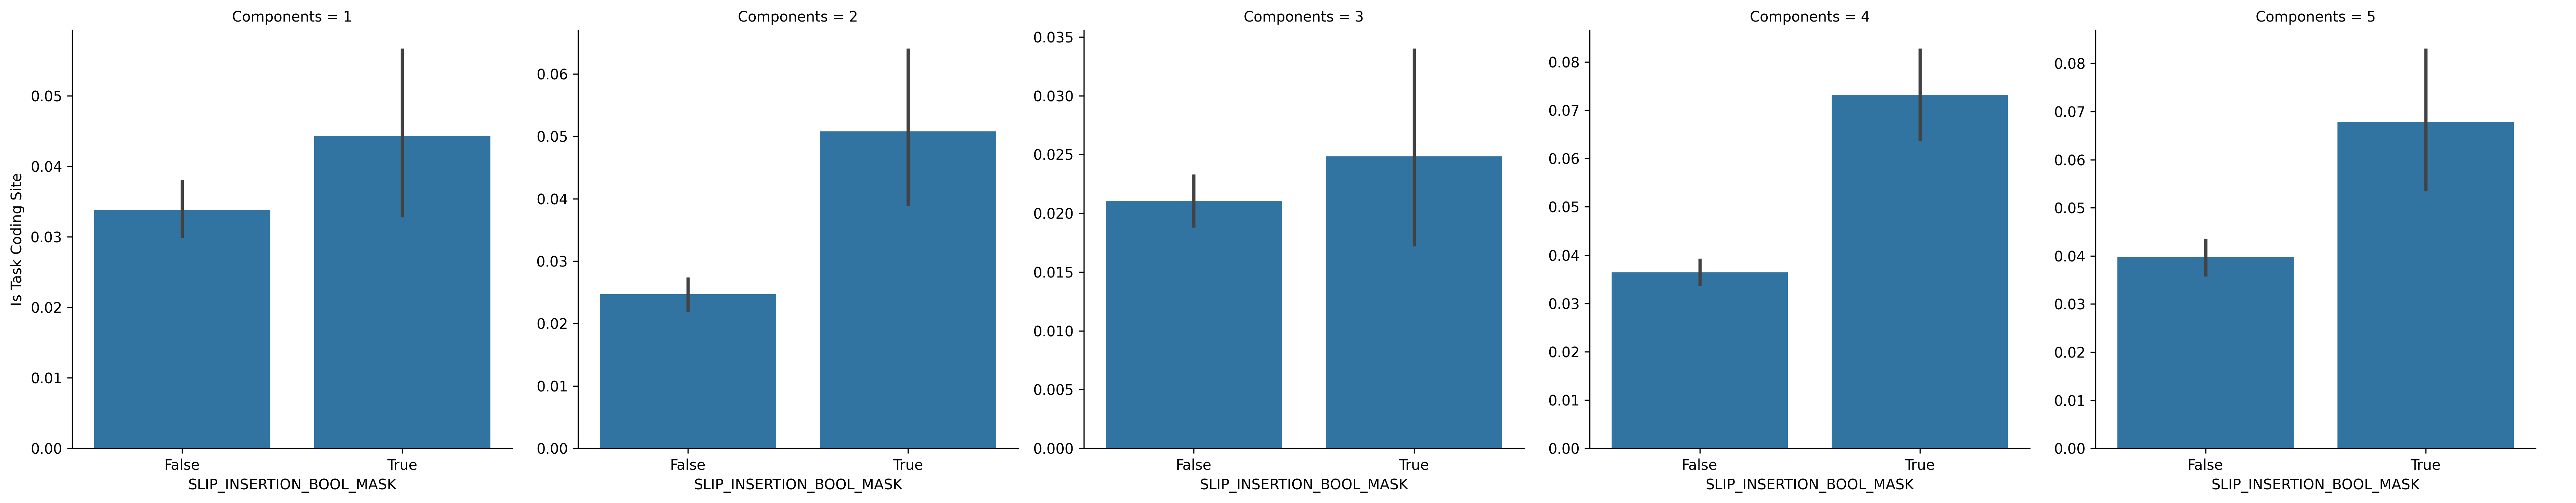 Components = 1
Components = 2
Components = 3
Components = 4
Components = 5
Is Task Coding Site
0.05
0.04
0.03
0.02
0.01
0.00
False
True
SLIP_INSERTION_BOOL_MASK
0.06
0.05
0.04
0.03
0.02
0.01
0.00
False
True
SLIP_INSERTION_BOOL_MASK
0.035
0.030
0.025
0.020
0.015
0.010
0.005
0.000
False
True
SLIP_INSERTION_BOOL_MASK
0.08
0.07
0.06
0.05
0.04
0.03
0.02
0.01
0.00
False
True
SLIP_INSERTION_BOOL_MASK
0.08
0.07
0.06
0.05
0.04
0.03
0.02
0.01
0.00
False
True
SLIP_INSERTION_BOOL_MASK